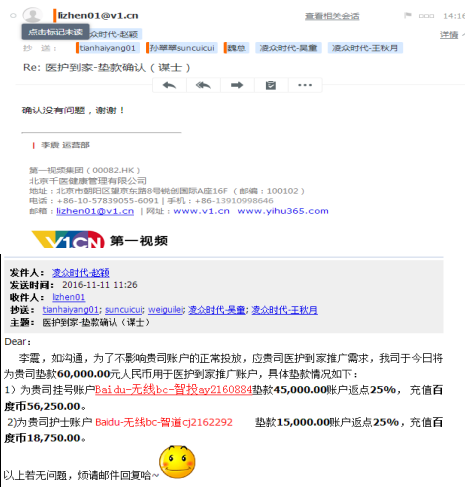 lizhen01@v1.cn
查看相关会话
14:16
点击标记未读
凌众时代-赵颖
详情
抄 送： tianhaiyang01 孙翠翠suncuicui 魏总 凌众时代-吴童 凌众时代-王秋月
Re: 医护到家-垫款确认（谋士）
确认没有问题，谢谢！
李震 运营部
第一视频集团（00082.HK）
北京千医健康管理有限公司
地址：北京市朝阳区望京东路8号锐创国际A座16F （邮编：100102）
电话：+86-10-57839055-6091 | 手机：+86-13910998646
邮箱：lizhen01@v1.cn | 网址：www.v1.cn www.yihu365.com
V1CN 第一视频
发件人： 凌众时代-赵颖
发送时间： 2016-11-11 11:26
收件人： lizhen01
抄送： tianhaiyang01; suncuicui; weiguilei; 凌众时代-吴童; 凌众时代-王秋月
主题： 医护到家-垫款确认（谋士）
Dear：
李震，如沟通，为了不影响贵司账户的正常投放，应贵司医护到家推广需求，我司于今日将
为贵司垫款60,000.00元人民币用于医护到家推广账户，具体垫款情况如下：
1）为贵司挂号账户Baidu-无线bc-智投ay2160884垫款45,000.00账户返点25%，充值百
度币56,250.00。
2)为贵司护士账户 Baidu-无线bc-智道cj2162292 垫款15,000.00账户返点25%，充值百
度币18,750.00。
以上若无问题，烦请邮件回复哈~